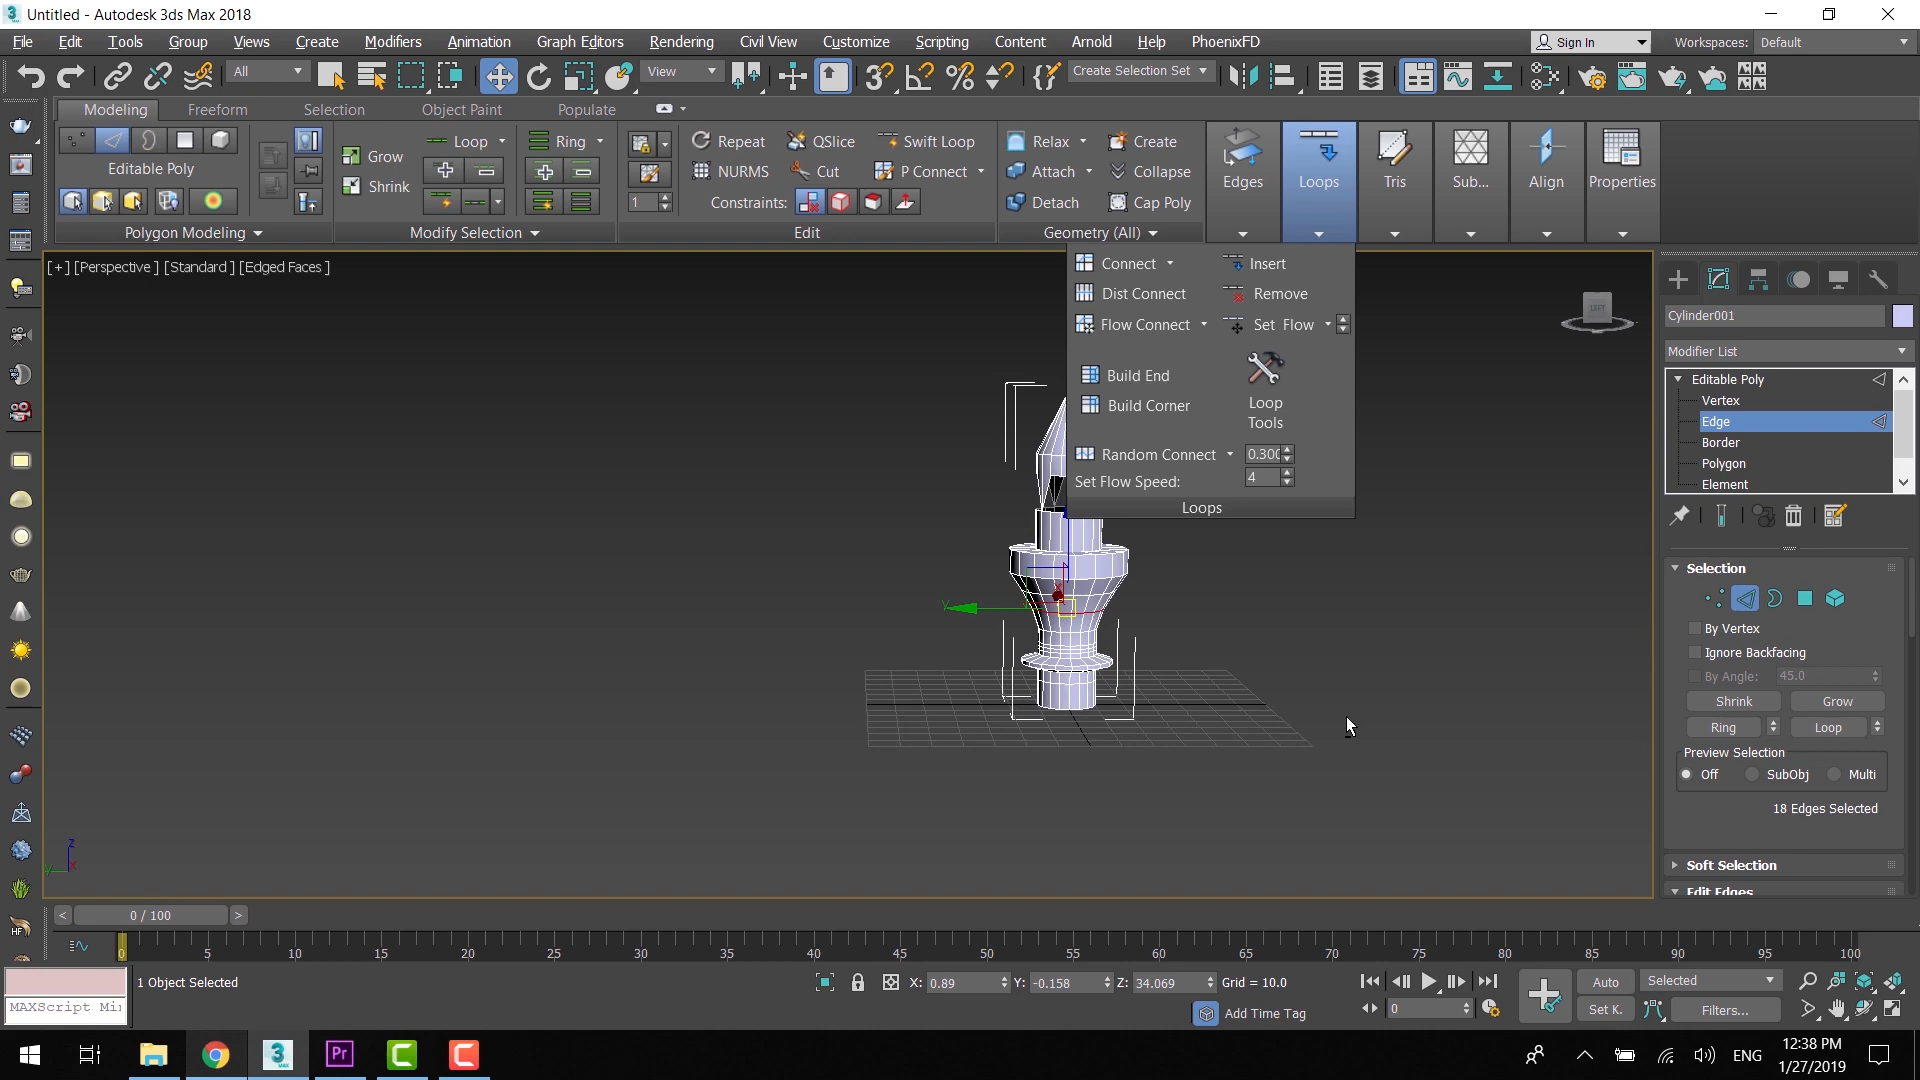 Untitled - Autodesk 3ds Max 2018
File Edit Tools Group Views Create Modifiers Animation Graph Editors Rendering Civil View Customize Scripting Content Arnold Help PhoenixFD
Sign In Workspaces: Default
All View Create Selection Set
Modeling Freeform Selection Object Paint Populate
Loop Ring Repeat QSlice Swift Loop Relax Create
Grow
Editable Poly NURMS Cut P Connect Attach Collapse Edges Loops Tris Sub... Align Properties
Shrink
1 Constraints: Detach Cap Poly
Polygon Modeling Modify Selection Edit Geometry (All)
[+] [Perspective ] [Standard ] [Edged Faces ]
Connect Insert
Dist Connect Remove
Flow Connect Set Flow
Build End
Build Corner
Loop
Tools
Random Connect 0.300
Set Flow Speed: 4
Loops
LEFT
Cylinder001
Modifier List
Editable Poly
Vertex
Edge
Border
Polygon
Element
Selection
By Vertex
Ignore Backfacing
By Angle: 45.0
Shrink Grow
Ring Loop
Preview Selection
Off SubObj Multi
18 Edges Selected
Soft Selection
Edit Edges
y
z
y x
HF
< 0 / 100 >
0 5 10 15 20 25 30 35 40 45 50 55 60 65 70 75 80 85 90 95 100
1 Object Selected X: 0.89 Y: -0.158 Z: 34.069 Grid = 10.0
Auto Selected
MAXScript Mi
Add Time Tag 0 Set K. Filters...
3 MAX Pr C C ENG
12:38 PM
1/27/2019